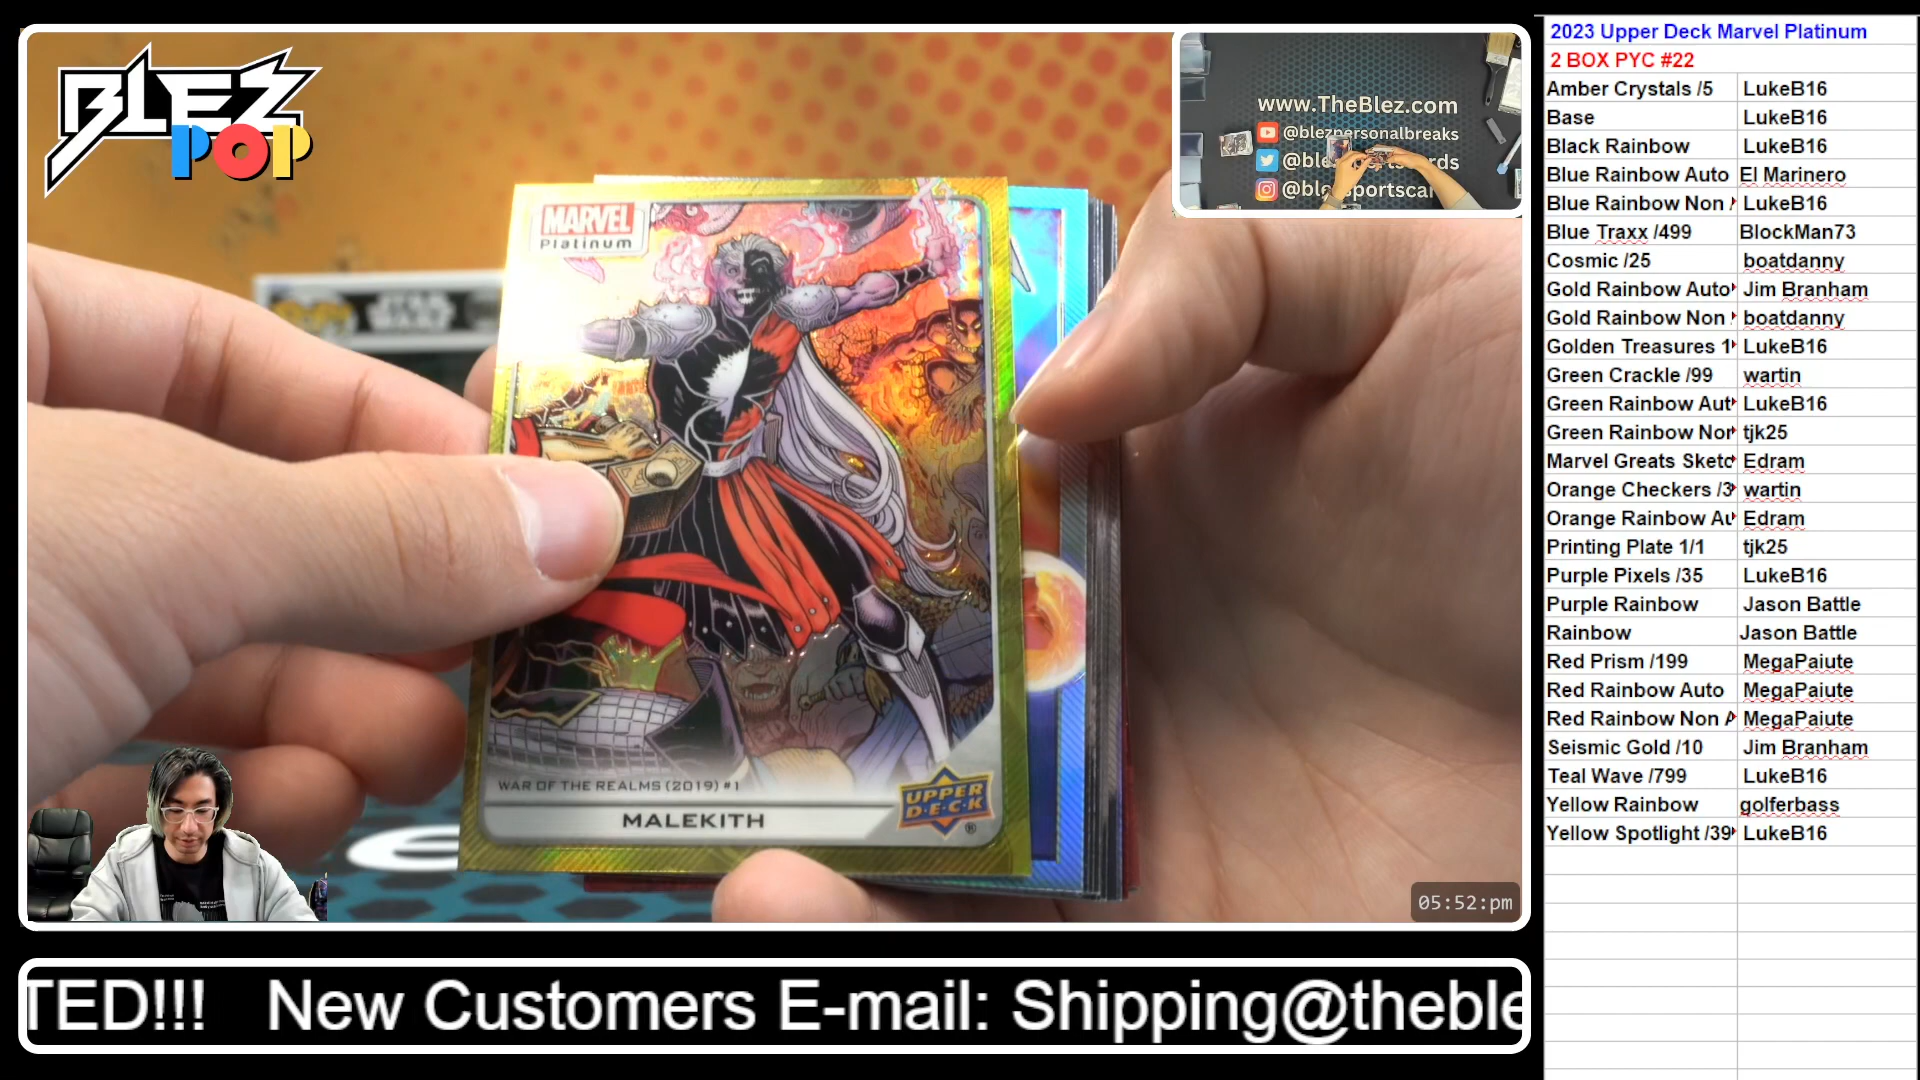 BLEZ
POP
MARVEL
Platinum
WAR OF THE REALMS (2019) #1
MALEKITH
UPPER
D·E·C·K
®
STAR
WARS
www.TheBlez.com
@blezpersonalbreaks
05:52:pm
TED!!! New Customers E-mail: Shipping@theble
2023 Upper Deck Marvel Platinum
2 BOX PYC #22
Amber Crystals /5 LukeB16
Base LukeB16
Black Rainbow LukeB16
Blue Rainbow Auto El Marinero
Blue Rainbow Non LukeB16
Blue Traxx /499 BlockMan73
Cosmic /25 boatdanny
Gold Rainbow Auto Jim Branham
Gold Rainbow Non boatdanny
Golden Treasures 1 LukeB16
Green Crackle /99 wartin
Green Rainbow Aut LukeB16
Green Rainbow Nor tjk25
Marvel Greats Sketc Edram
Orange Checkers /3 wartin
Orange Rainbow Au Edram
Printing Plate 1/1 tjk25
Purple Pixels /35 LukeB16
Purple Rainbow Jason Battle
Rainbow Jason Battle
Red Prism /199 MegaPaiute
Red Rainbow Auto MegaPaiute
Red Rainbow Non A MegaPaiute
Seismic Gold /10 Jim Branham
Teal Wave /799 LukeB16
Yellow Rainbow golferbass
Yellow Spotlight /39 LukeB16